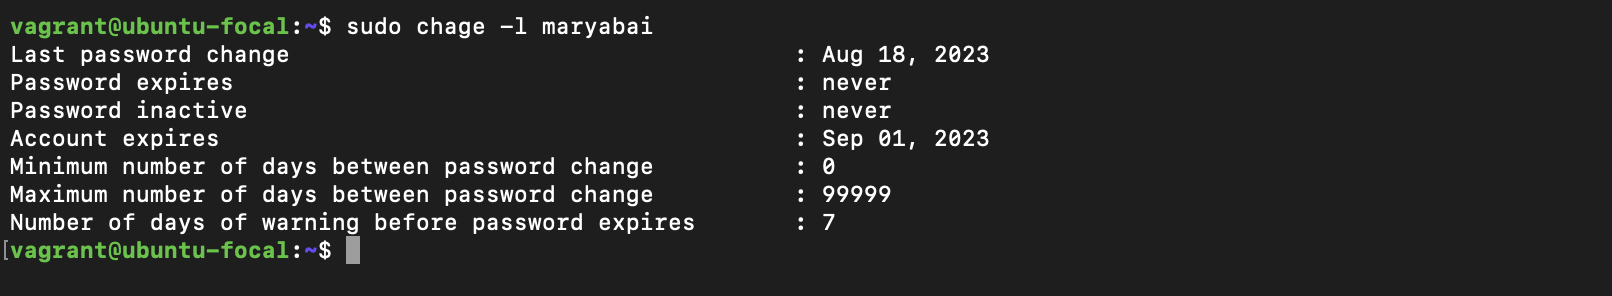 vagrant@ubuntu-focal:~$ sudo chage -l maryabai
Last password change : Aug 18, 2023
Password expires : never
Password inactive : never
Account expires : Sep 01, 2023
Minimum number of days between password change : 0
Maximum number of days between password change : 99999
Number of days of warning before password expires : 7
[vagrant@ubuntu-focal:~$